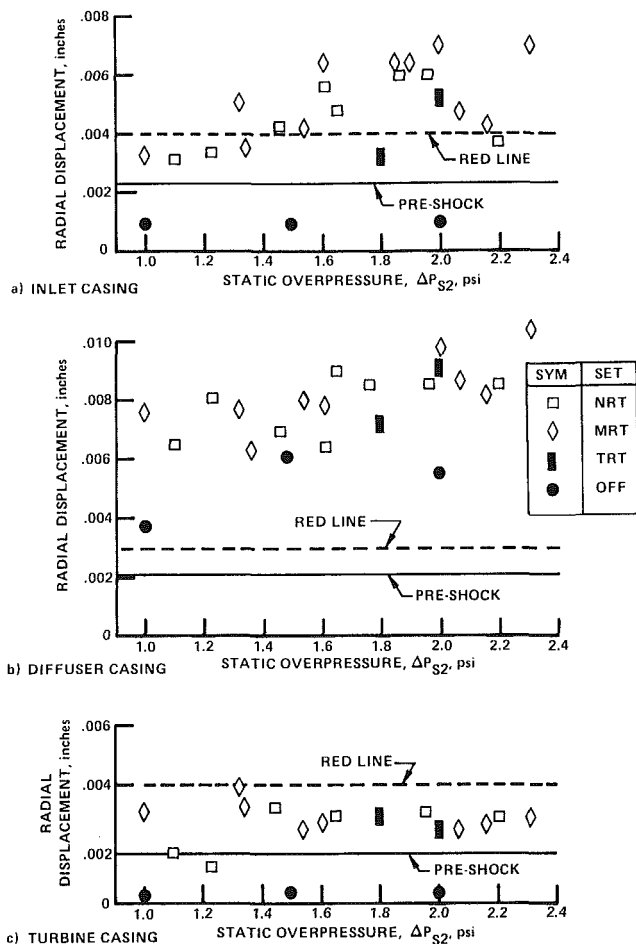 .008
.006
.004
.002
0
RADIAL DISPLACEMENT, inches
RED LINE
PRE-SHOCK
1.0 1.2 1.4 1.6 1.8 2.0 2.2 2.4
STATIC OVERPRESSURE, ΔP_S2, psi
a) INLET CASING
.010
.008
.006
.004
.002
0
RADIAL DISPLACEMENT, inches
RED LINE
PRE-SHOCK
1.0 1.2 1.4 1.6 1.8 2.0 2.2 2.4
STATIC OVERPRESSURE, ΔP_S2, psi
b) DIFFUSER CASING
SYM SET
NRT
MRT
TRT
OFF
.006
.004
.002
0
RADIAL
DISPLACEMENT, inches
RED LINE
PRE-SHOCK
1.0 1.2 1.4 1.6 1.8 2.0 2.2 2.4
STATIC OVERPRESSURE, ΔP_S2, psi
c) TURBINE CASING